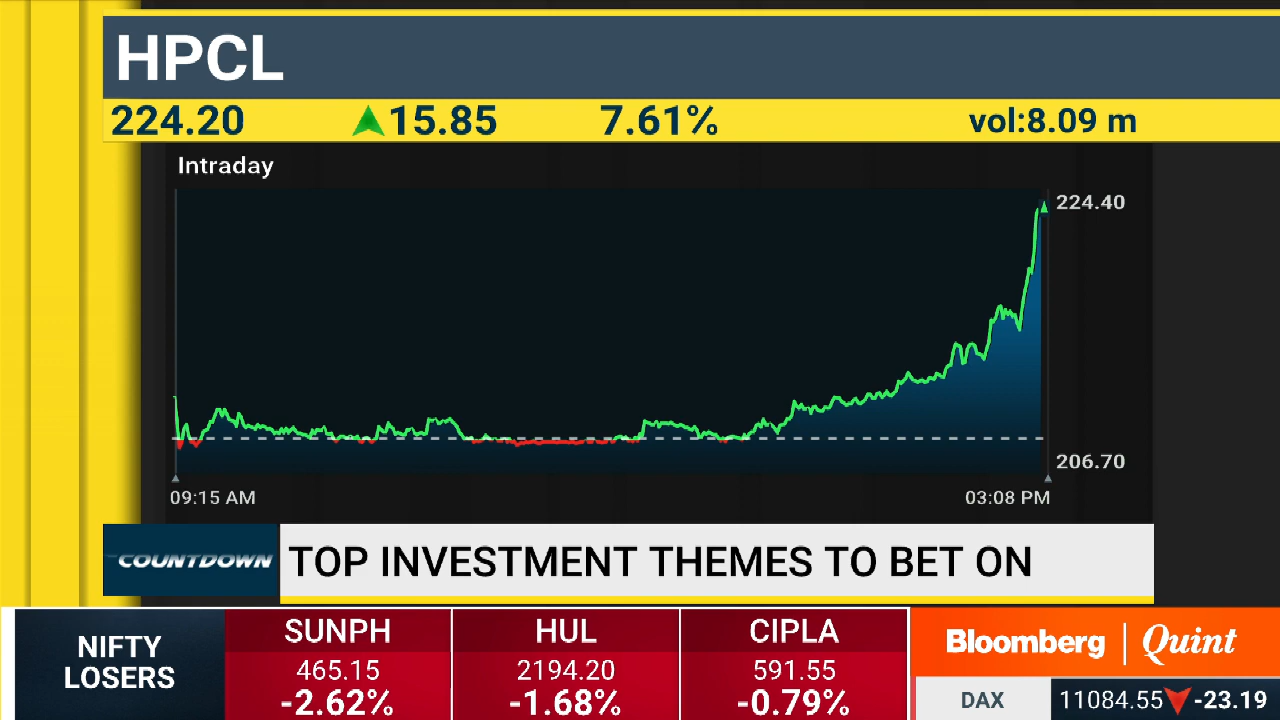 HPCL
224.20 15.85 7.61% vol:8.09 m
Intraday
224.40
206.70
09:15 AM 03:08 PM
COUNTDOWN TOP INVESTMENT THEMES TO BET ON
NIFTY LOSERS
SUNPH
465.15
-2.62%
HUL
2194.20
-1.68%
CIPLA
591.55
-0.79%
Bloomberg | Quint
DAX 11084.55 -23.19